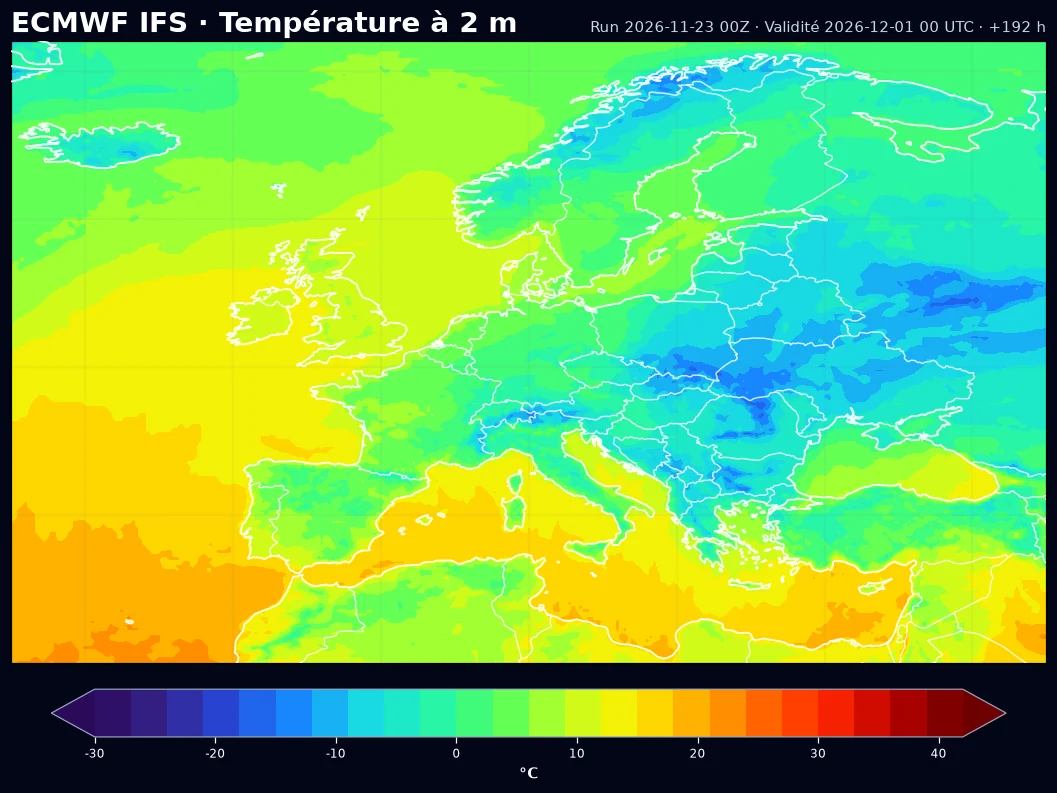 ECMWF IFS · Température à 2 m
Run 2026-11-23 00Z · Validité 2026-12-01 00 UTC · +192 h
-30 -20 -10 0 10 20 30 40
°C